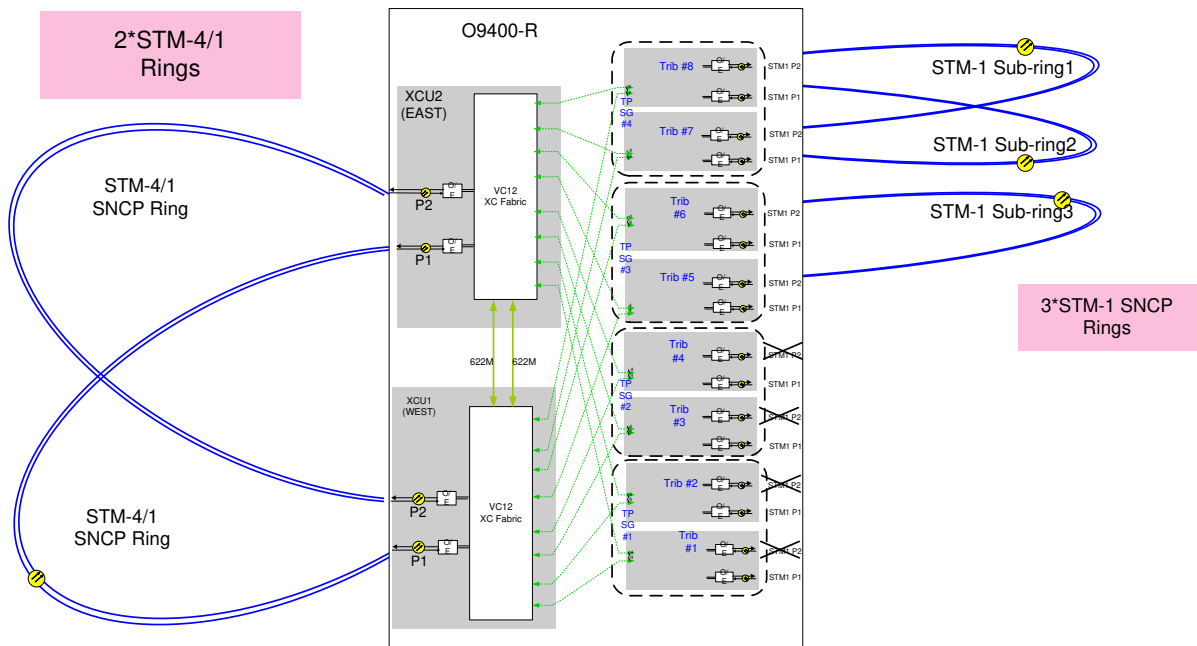 2*STM-4/1
Rings
O9400-R
XCU2
(EAST)
VC12
XC Fabric
O/
E
P2
O/
E
P1
STM-4/1
SNCP Ring
622M
622M
XCU1
(WEST)
VC12
XC Fabric
O/
E
P2
O/
E
P1
STM-4/1
SNCP Ring
Trib #8
O/
E
STM1 P2
O/
E
STM1 P1
TP
SG
#4
Trib #7
O/
E
STM1 P2
O/
E
STM1 P1
Trib
#6
O/
E
STM1 P2
O/
E
STM1 P1
TP
SG
#3
Trib #5
O/
E
STM1 P2
O/
E
STM1 P1
Trib
#4
O/
E
STM1 P2
O/
E
STM1 P1
TP
SG
#2
Trib
#3
O/
E
STM1 P2
O/
E
STM1 P1
Trib #2
O/
E
STM1 P2
O/
E
STM1 P1
TP
SG
#1
Trib
#1
O/
E
STM1 P2
O/
E
STM1 P1
STM-1 Sub-ring1
STM-1 Sub-ring2
STM-1 Sub-ring3
3*STM-1 SNCP
Rings